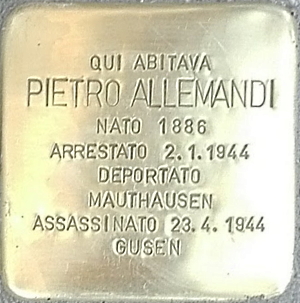 QUI ABITAVA
PIETRO ALLEMANDI
NATO 1886
ARRESTATO 2.1.1944
DEPORTATO
MAUTHAUSEN
ASSASSINATO 23.4.1944
GUSEN